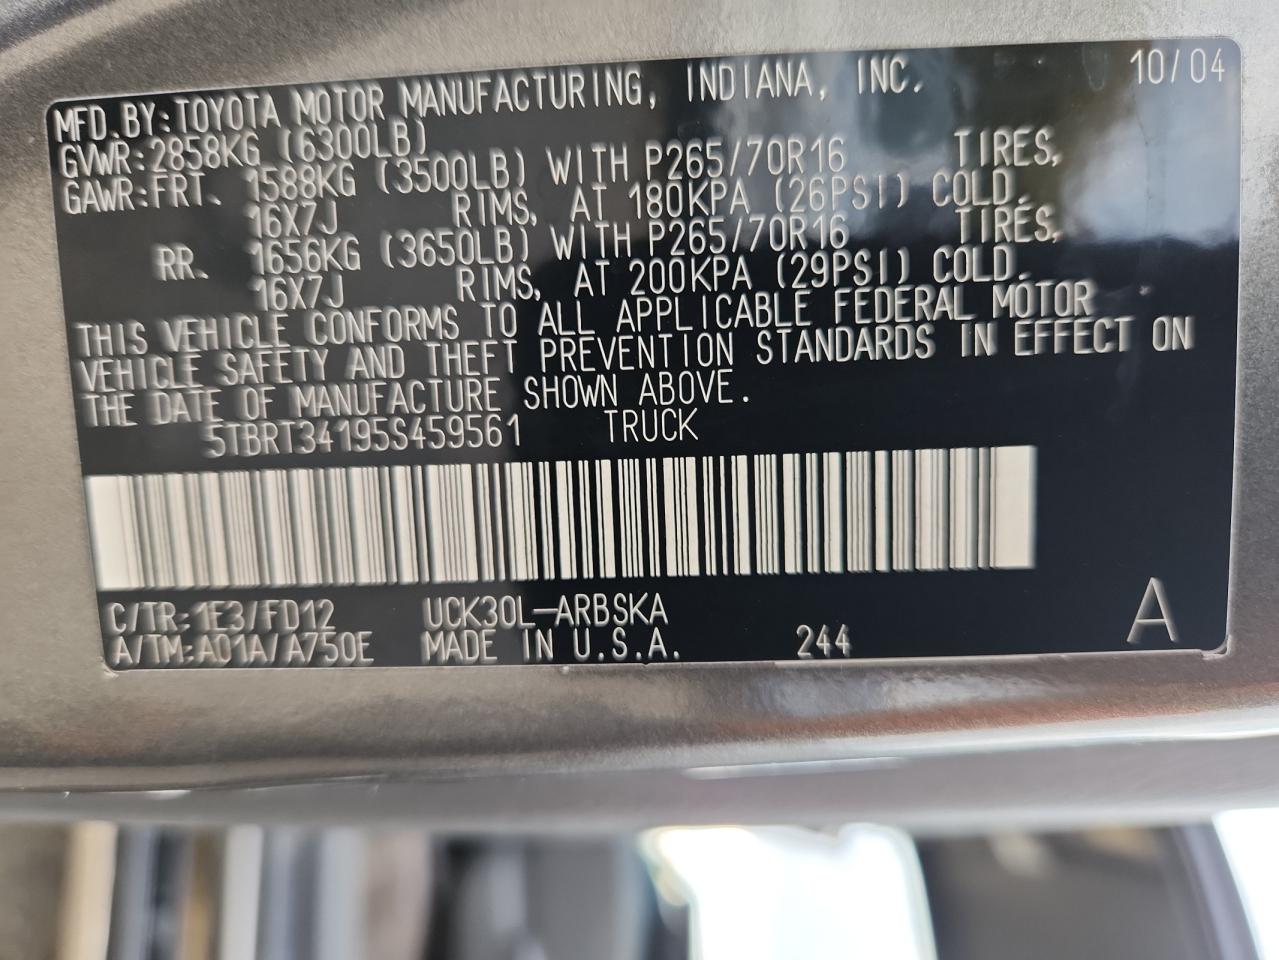 10/04
MFD.BY:TOYOTA MOTOR MANUFACTURING, INDIANA, INC.
GVWR:2858KG (6300LB)
GAWR:FRT. 1588KG (3500LB) WITH P265/70R16 TIRES,
16X7J RIMS, AT 180KPA (26PSI) COLD.
RR. 1656KG (3650LB) WITH P265/70R16 TIRES,
16X7J RIMS, AT 200KPA (29PSI) COLD.
THIS VEHICLE CONFORMS TO ALL APPLICABLE FEDERAL MOTOR
VEHICLE SAFETY AND THEFT PREVENTION STANDARDS IN EFFECT ON
THE DATE OF MANUFACTURE SHOWN ABOVE.
5TBRT34195S459561 TRUCK
C/TR:1E3/FD12 UCK30L-ARBSKA
A/TM:A01A/A750E MADE IN U.S.A. 244 A